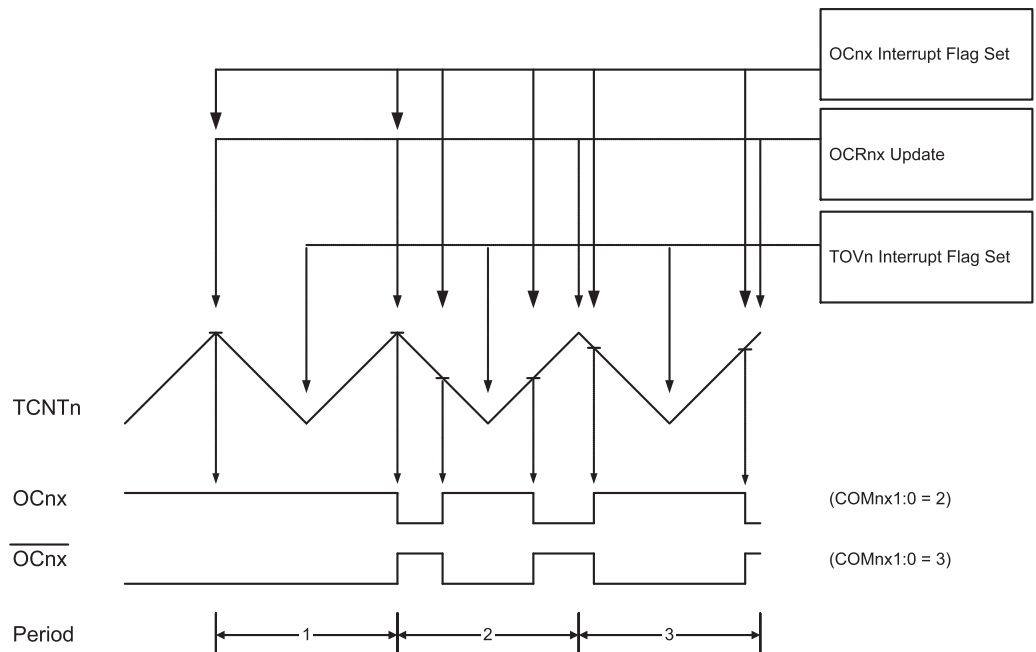 OCnx Interrupt Flag Set
OCRnx Update
TOVn Interrupt Flag Set
TCNTn
OCnx
(COMnx1:0 = 2)
OCnx
(COMnx1:0 = 3)
Period
1
2
3